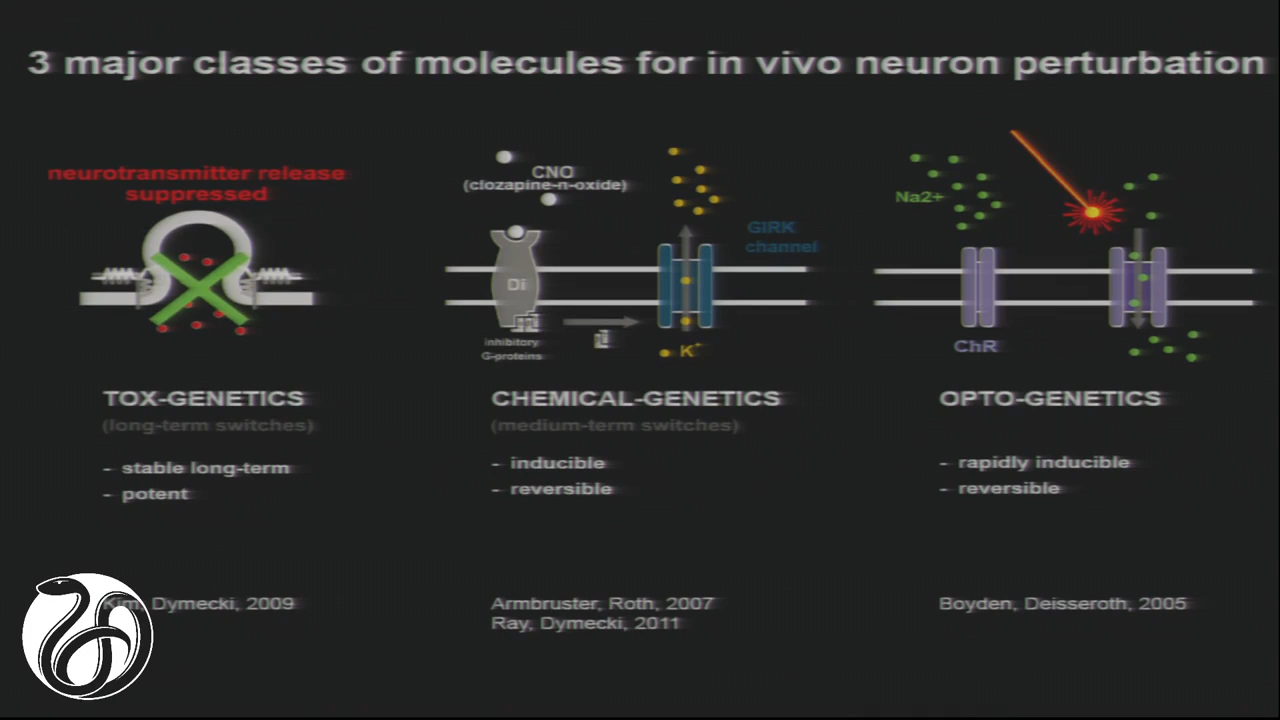 3 major classes of molecules for in vivo neuron perturbation
neurotransmitter release
suppressed
CNO
(clozapine-n-oxide)
Na2+
GIRK
channel
Di
inhibitory
G-proteins
K+
ChR
TOX-GENETICS
(long-term switches)
- stable long-term
- potent
Kim, Dymecki, 2009
CHEMICAL-GENETICS
(medium-term switches)
- inducible
- reversible
Armbruster, Roth, 2007
Ray, Dymecki, 2011
OPTO-GENETICS
- rapidly inducible
- reversible
Boyden, Deisseroth, 2005